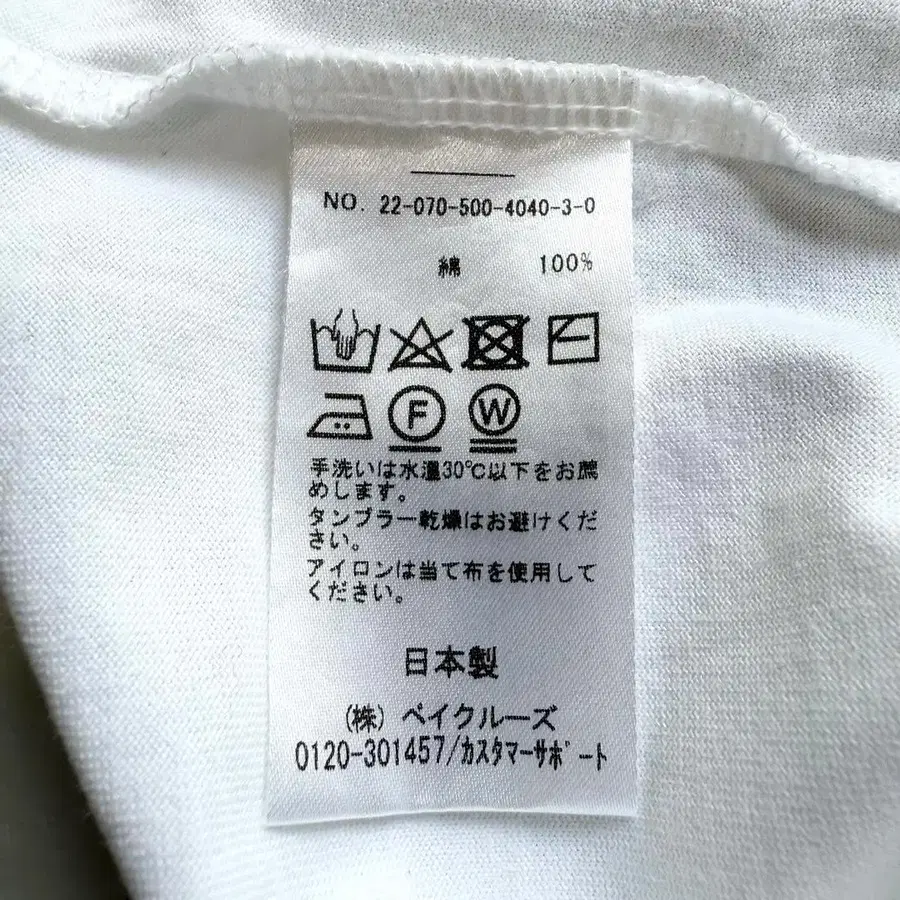 NO. 22-070-500-4040-3-0
綿 100%
F W
手洗いは水温30℃以下をお薦
めします。
タンブラー乾燥はお避けくだ
さい。
アイロンは当て布を使用して
ください。
日本製
(株) ベイクルーズ
0120-301457/カスタマーサポート